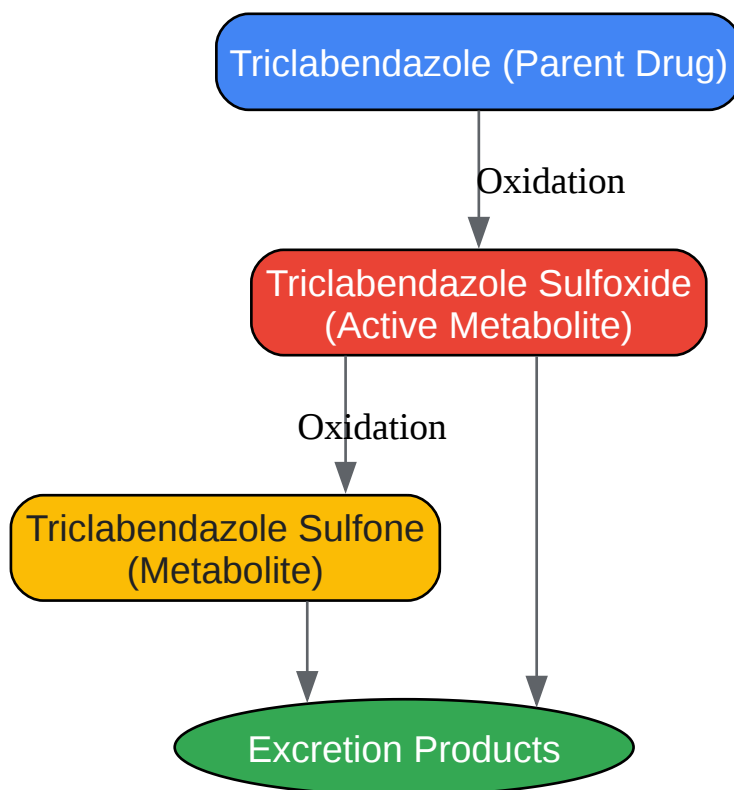 Triclabendazole (Parent Drug)
Oxidation
Triclabendazole Sulfoxide
(Active Metabolite)
Oxidation
Triclabendazole Sulfone
(Metabolite)
Excretion Products